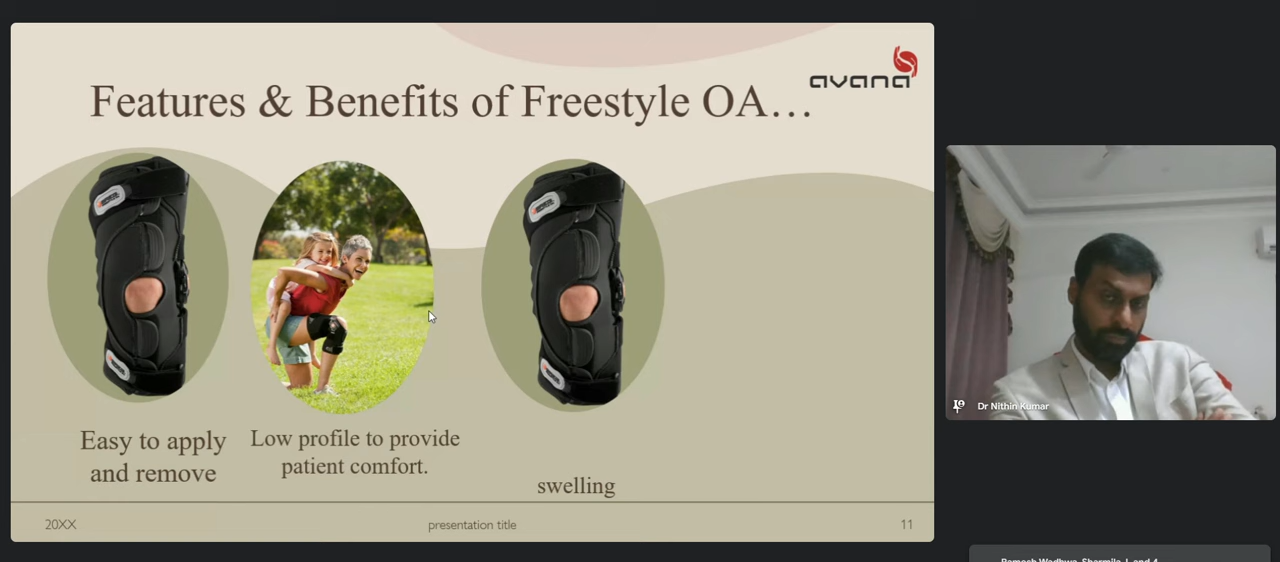 avana
Features & Benefits of Freestyle OA...
Easy to apply
and remove
Low profile to provide
patient comfort.
swelling
20XX
presentation title
11
Dr Nithin Kumar